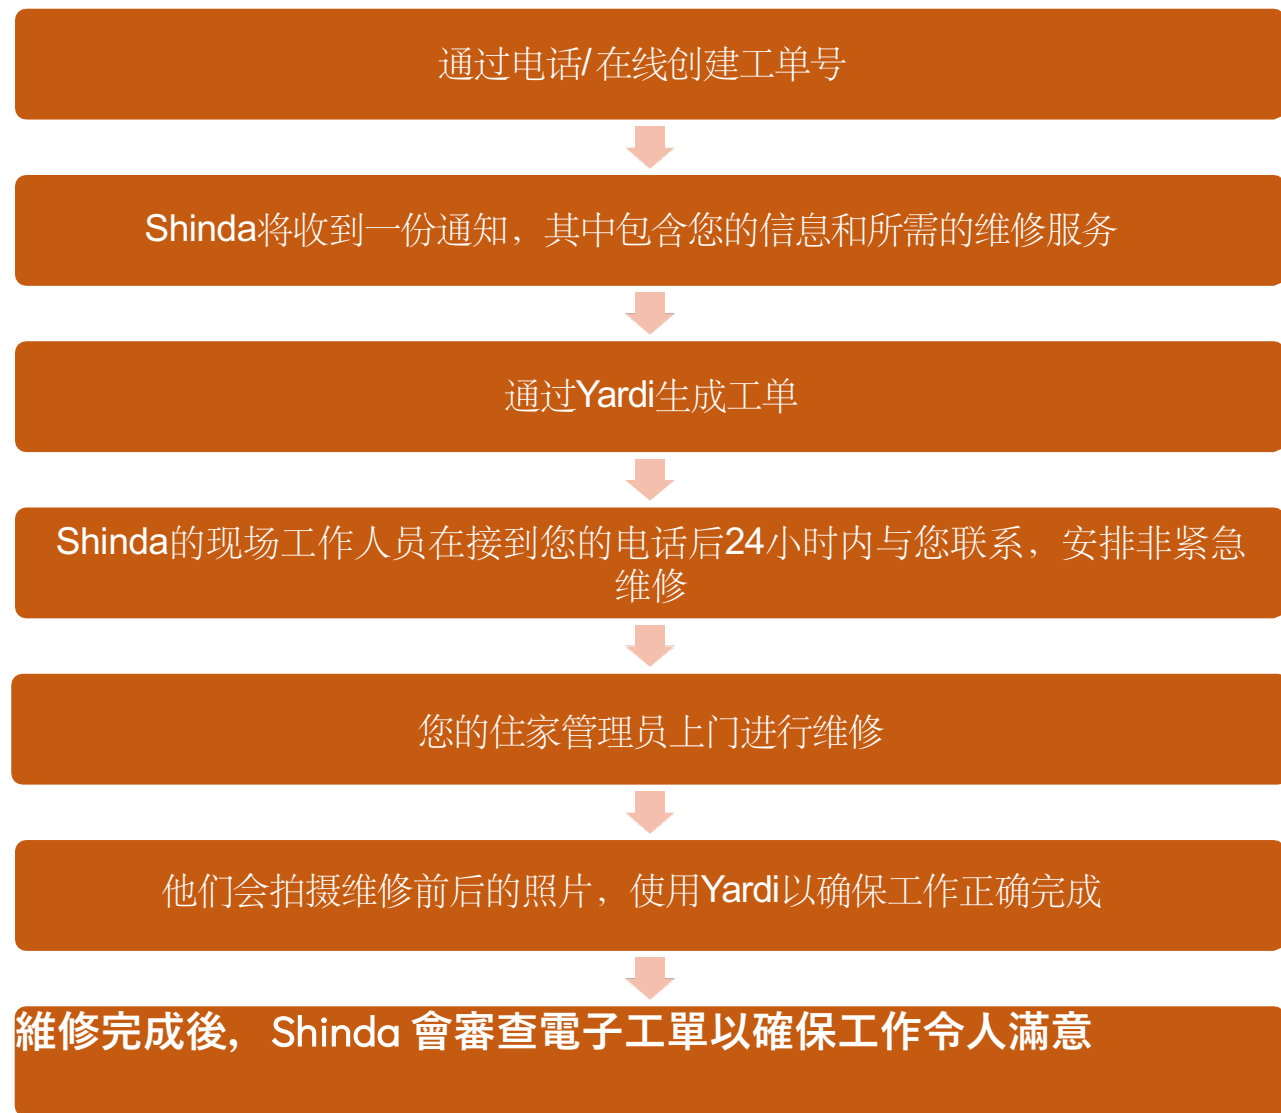 通过电话/在线创建工单号
Shinda将收到一份通知，其中包含您的信息和所需的维修服务
通过Yardi生成工单
Shinda的现场工作人员在接到您的电话后24小时内与您联系，安排非紧急
维修
您的住家管理员上门进行维修
他们会拍摄维修前后的照片，使用Yardi以确保工作正确完成
維修完成後，Shinda 會審查電子工單以確保工作令人滿意